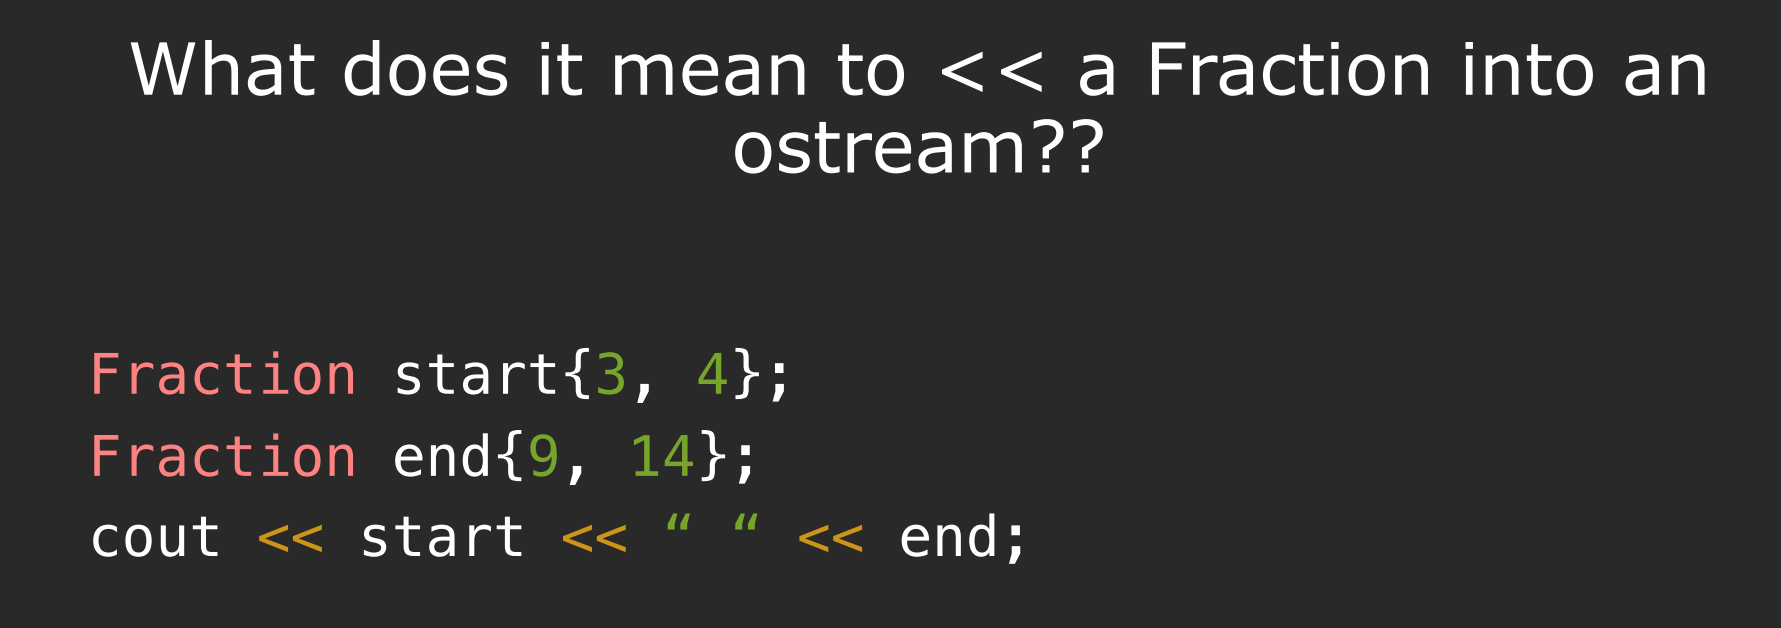 What does it mean to << a Fraction into an
ostream??
Fraction start{3, 4};
Fraction end{9, 14};
cout << start << “ “ << end;